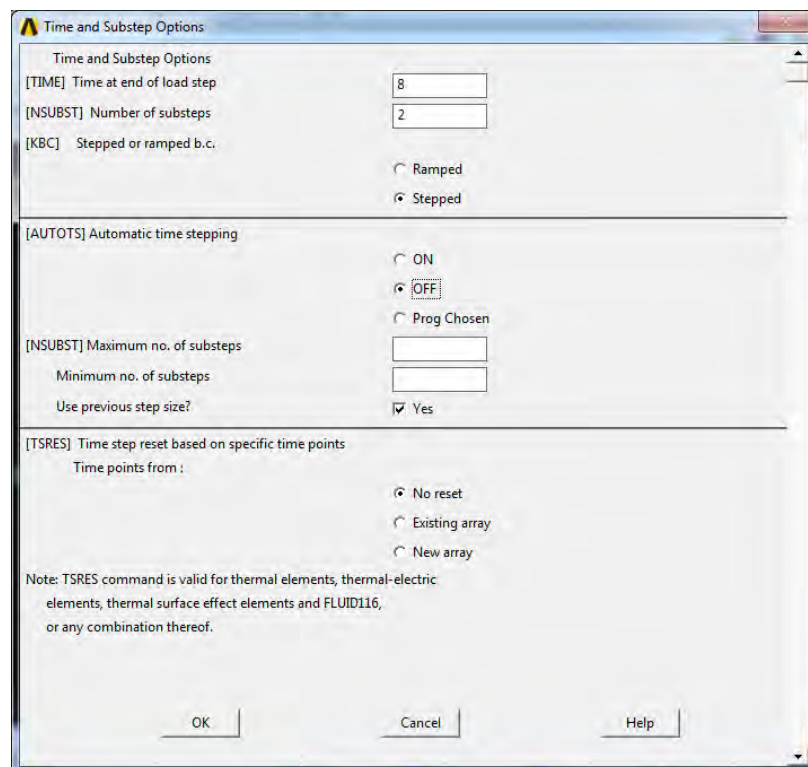 Time and Substep Options
Time and Substep Options
[TIME] Time at end of load step 8
[NSUBST] Number of substeps 2
[KBC] Stepped or ramped b.c.
Ramped
Stepped
[AUTOTS] Automatic time stepping
ON
OFF
Prog Chosen
[NSUBST] Maximum no. of substeps
Minimum no. of substeps
Use previous step size? Yes
[TSRES] Time step reset based on specific time points
Time points from :
No reset
Existing array
New array
Note: TSRES command is valid for thermal elements, thermal-electric
elements, thermal surface effect elements and FLUID116,
or any combination thereof.
OK Cancel Help